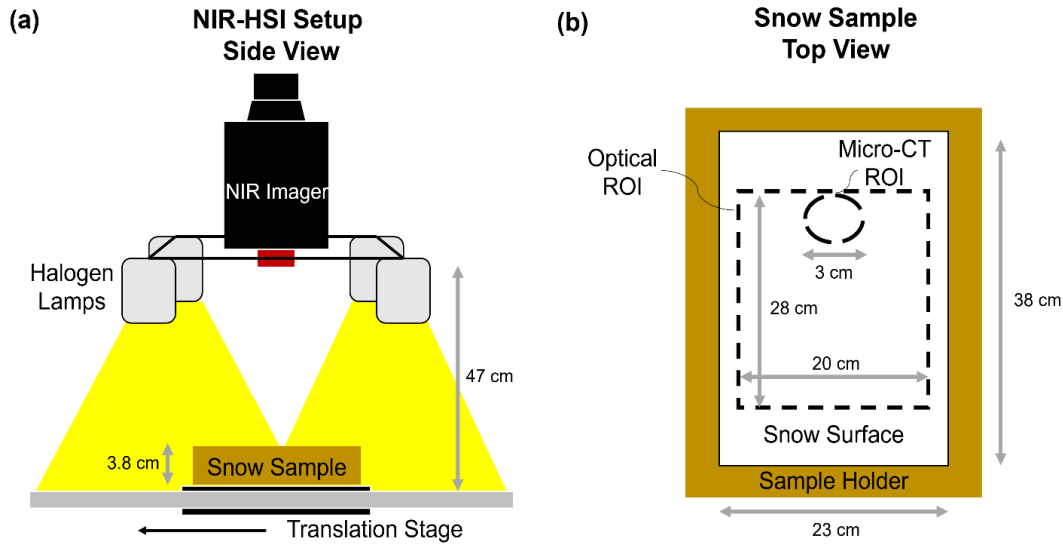 (a)
NIR-HSI Setup
Side View
NIR Imager
Halogen
Lamps
47 cm
3.8 cm
Snow Sample
Translation Stage
(b)
Snow Sample
Top View
Optical
ROI
Micro-CT
ROI
3 cm
28 cm
38 cm
20 cm
Snow Surface
Sample Holder
23 cm